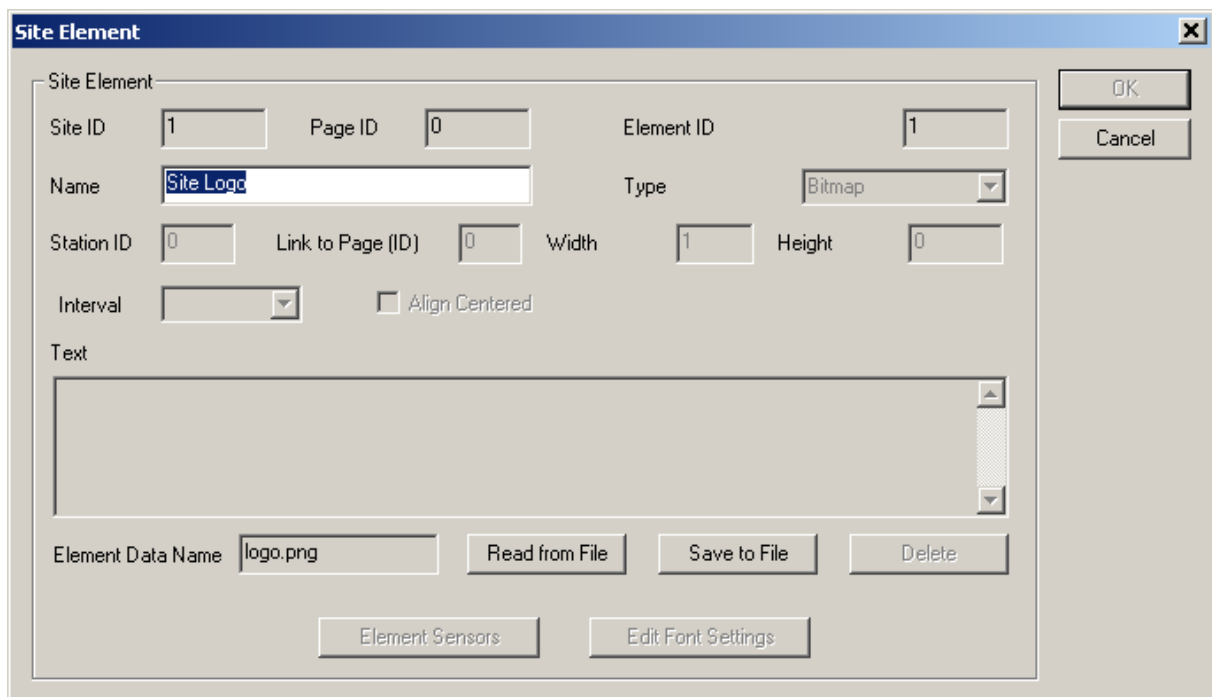 Site Element
Site Element
OK
Site ID 1 Page ID 0 Element ID 1
Cancel
Name Site Logo Type Bitmap
Station ID 0 Link to Page (ID) 0 Width 1 Height 0
Interval Align Centered
Text
Element Data Name logo.png Read from File Save to File Delete
Element Sensors Edit Font Settings